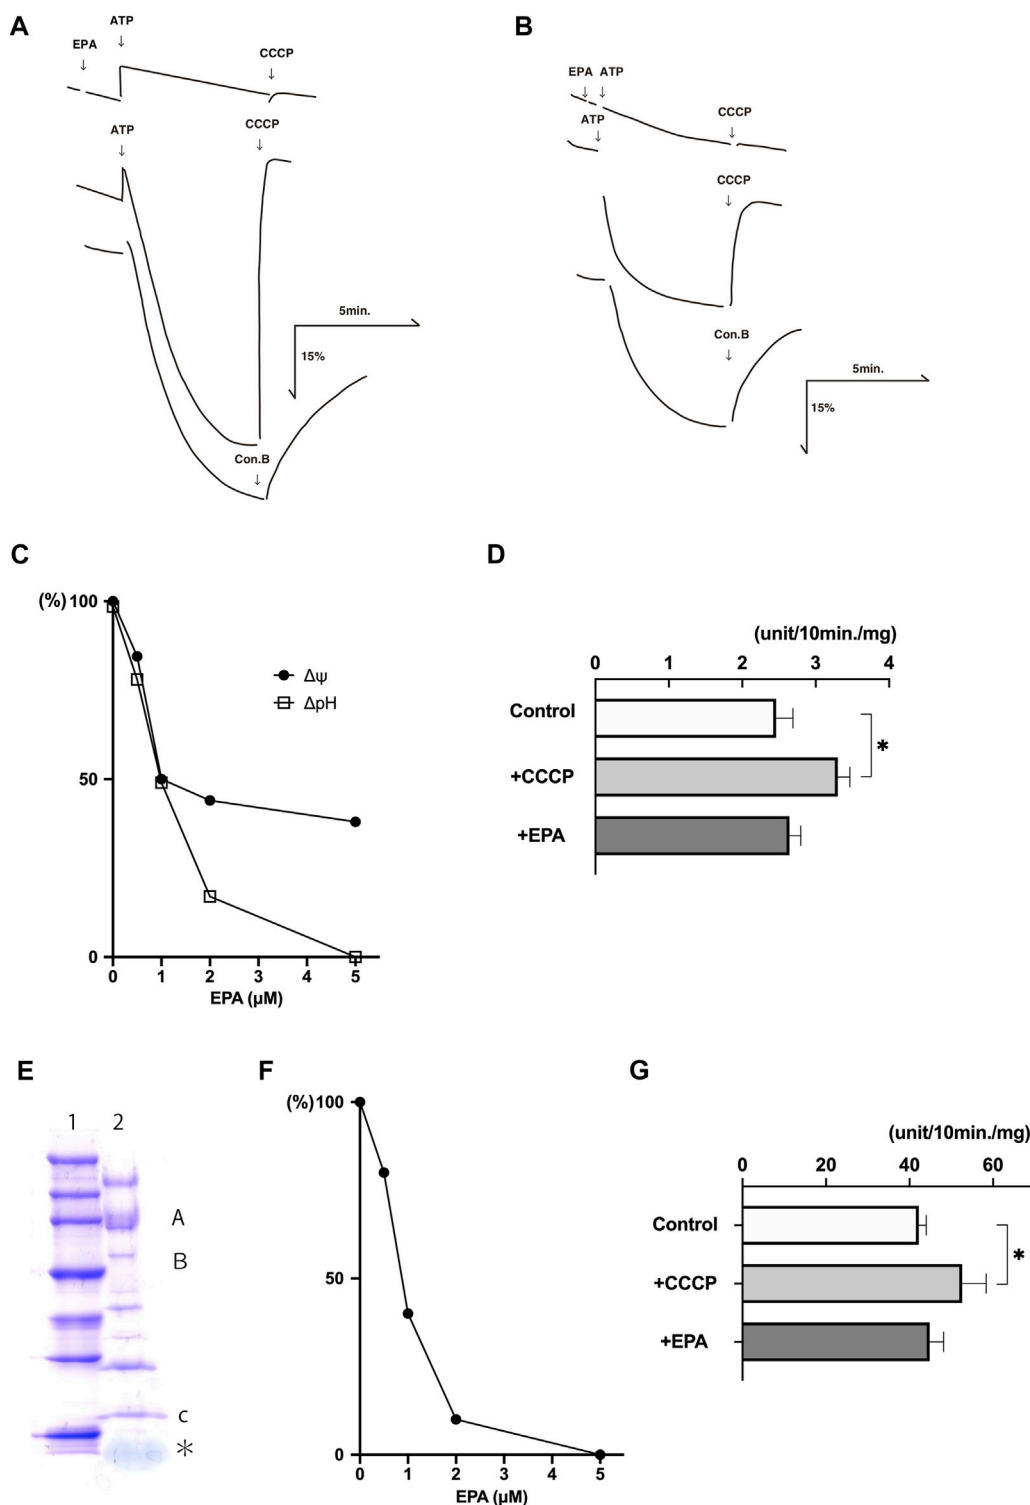 A
ATP
EPA
CCCP
ATP
CCCP
5min.
15%
Con.B
B
EPA ATP
CCCP
ATP
CCCP
Con.B
5min.
15%
C
(%) 100
50
0
0 1 2 3 4 5
EPA (μM)
Δψ
ΔpH
D
(unit/10min./mg)
0 1 2 3 4
Control
+CCCP
+EPA
*
E
1 2
A
B
c
*
F
(%) 100
50
0
0 1 2 3 4 5
EPA (μM)
G
(unit/10min./mg)
0 20 40 60
Control
+CCCP
+EPA
*